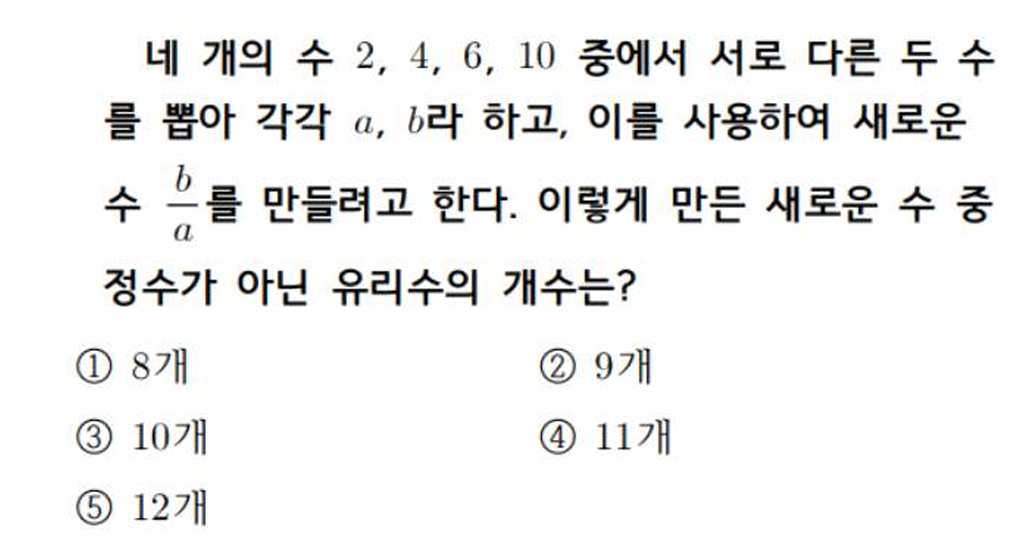 네 개의 수 2, 4, 6, 10 중에서 서로 다른 두 수
를 뽑아 각각 a, b라 하고, 이를 사용하여 새로운
수 b/a를 만들려고 한다. 이렇게 만든 새로운 수 중
정수가 아닌 유리수의 개수는?
① 8개 ② 9개
③ 10개 ④ 11개
⑤ 12개